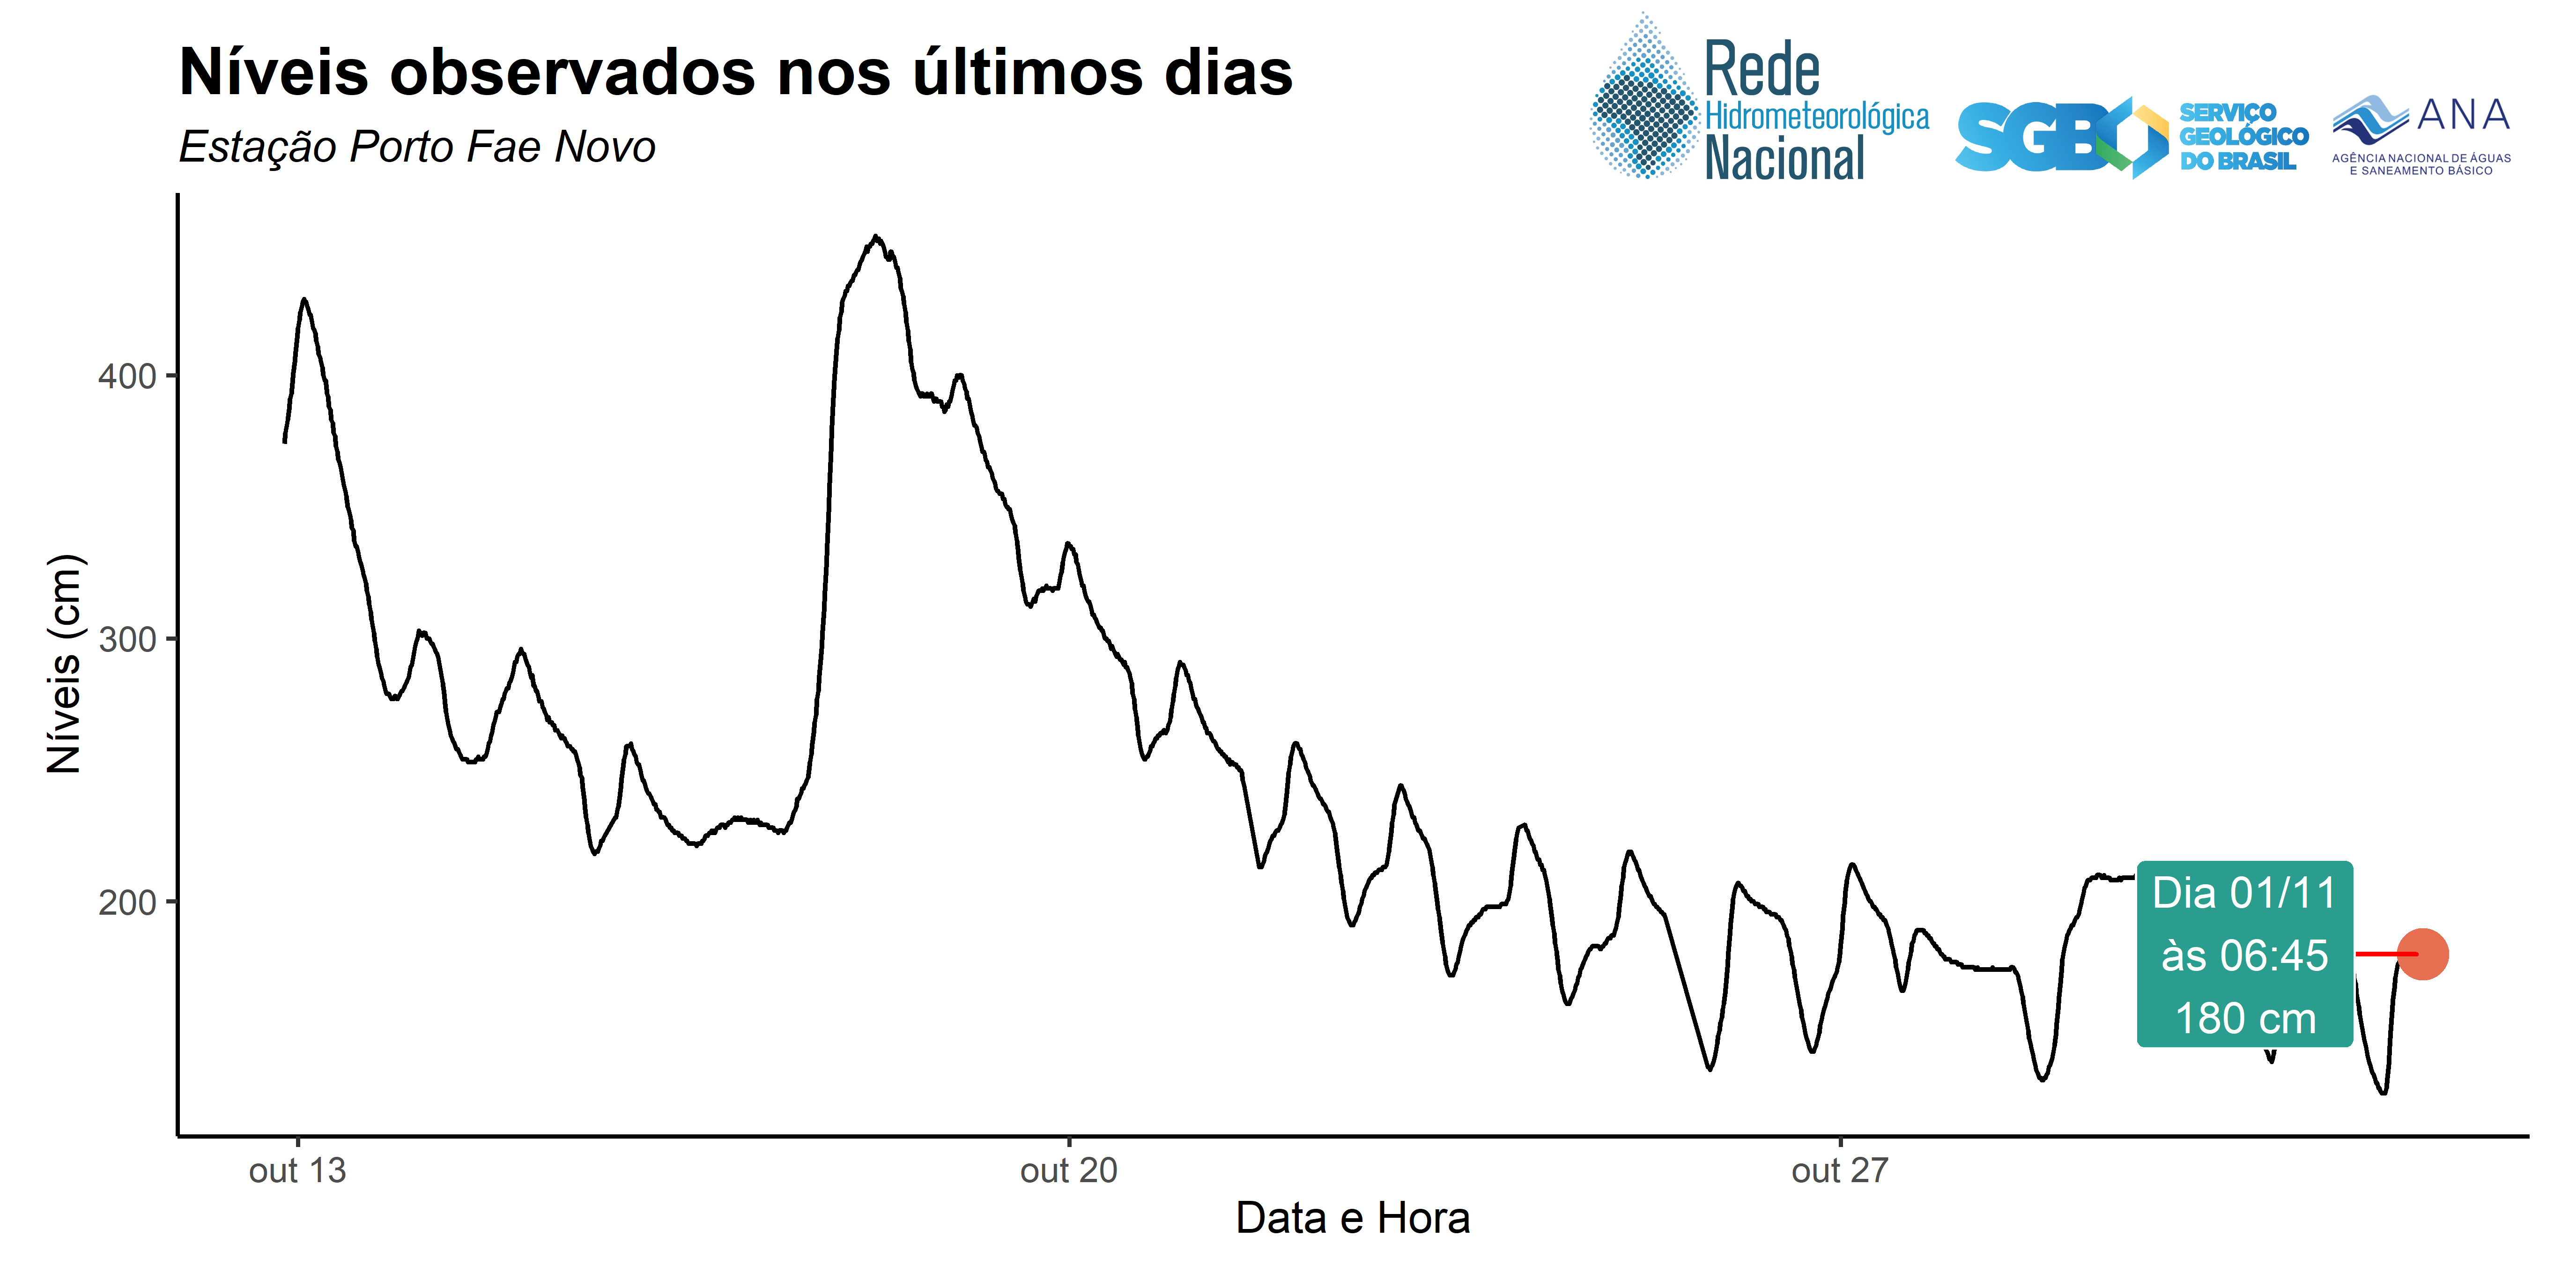 Níveis observados nos últimos dias
Estação Porto Fae Novo
Rede
Hidrometeorológica
Nacional
SGB
SERVIÇO
GEOLÓGICO
DO BRASIL
ANA
AGÊNCIA NACIONAL DE ÁGUAS
E SANEAMENTO BÁSICO
Níveis (cm)
400
300
200
Dia 01/11
às 06:45
180 cm
out 13
out 20
out 27
Data e Hora